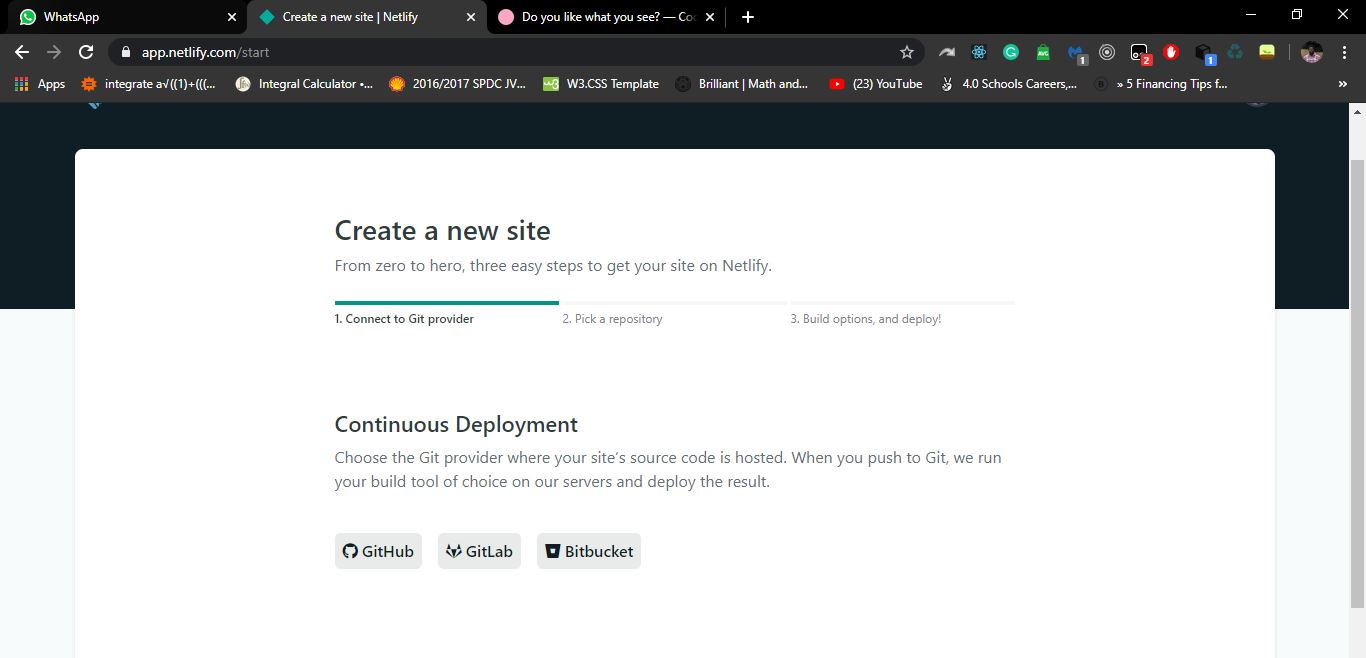 WhatsApp
Create a new site | Netlify
Do you like what you see? — Coc
app.netlify.com/start
1
2
1
Apps
integrate a√((1)+(((...
Integral Calculator •...
2016/2017 SPDC JV...
W3.CSS Template
Brilliant | Math and...
(23) YouTube
4.0 Schools Careers,...
» 5 Financing Tips f...
»
Create a new site
From zero to hero, three easy steps to get your site on Netlify.
1. Connect to Git provider
2. Pick a repository
3. Build options, and deploy!
Continuous Deployment
Choose the Git provider where your site's source code is hosted. When you push to Git, we run
your build tool of choice on our servers and deploy the result.
GitHub
GitLab
Bitbucket